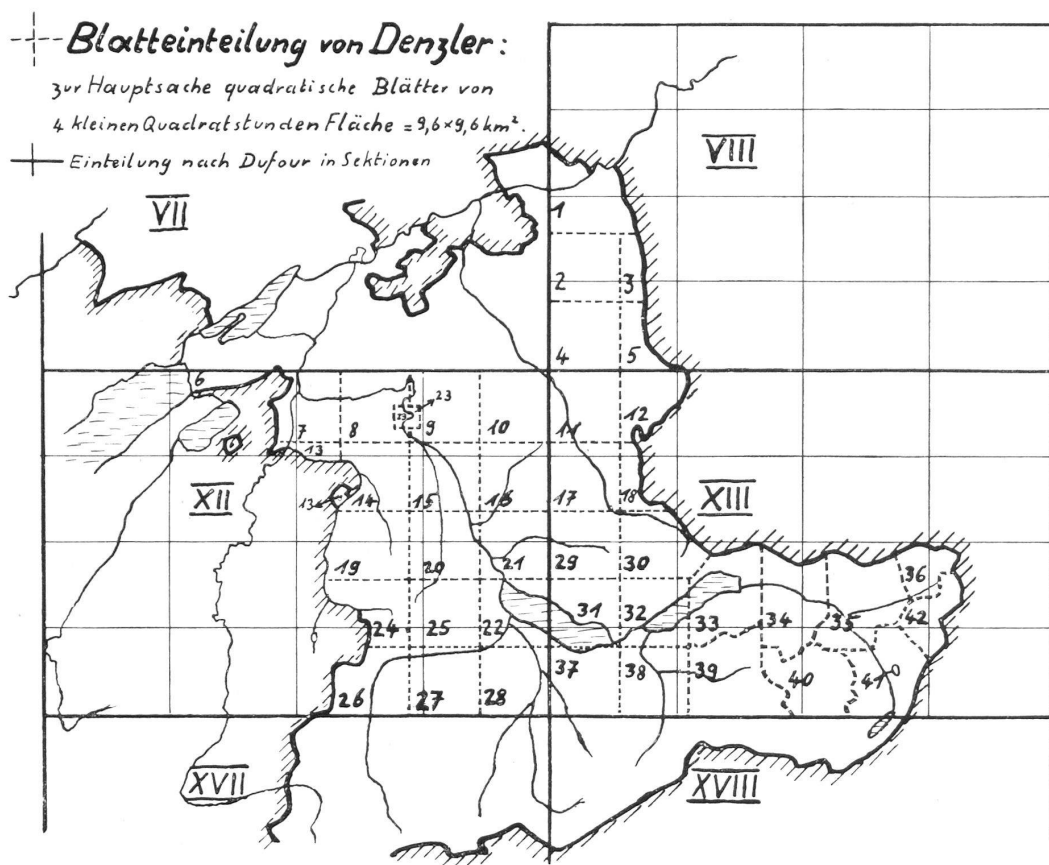 Blatteinteilung von Denzler:
zur Hauptsache quadratische Blätter von
4 kleinen Quadratstunden Fläche = 9,6 × 9,6 km².
Einteilung nach Dufour in Sektionen
VIII
VII
1
2 3
4 5
6
23
23
7 8 9 10 11 12
13
XII XIII
13 14 15 16 17 18
19 20 21 29 30 36
31 32
24 25 22 33 34 35 42
37 38 39 40 41
26 27 28
XVII XVIII